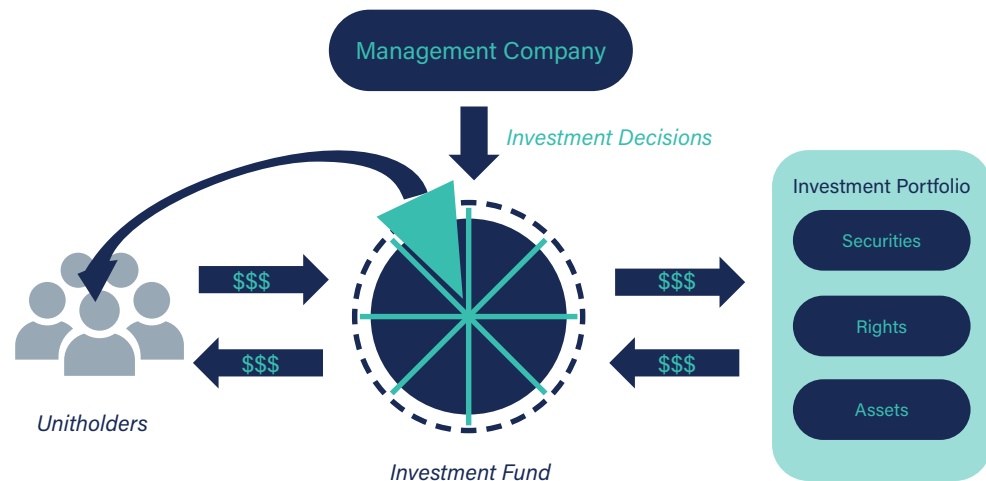 Management Company
Investment Decisions
Investment Portfolio
Securities
$$$
$$$
Rights
$$$
$$$
Assets
Unitholders
Investment Fund